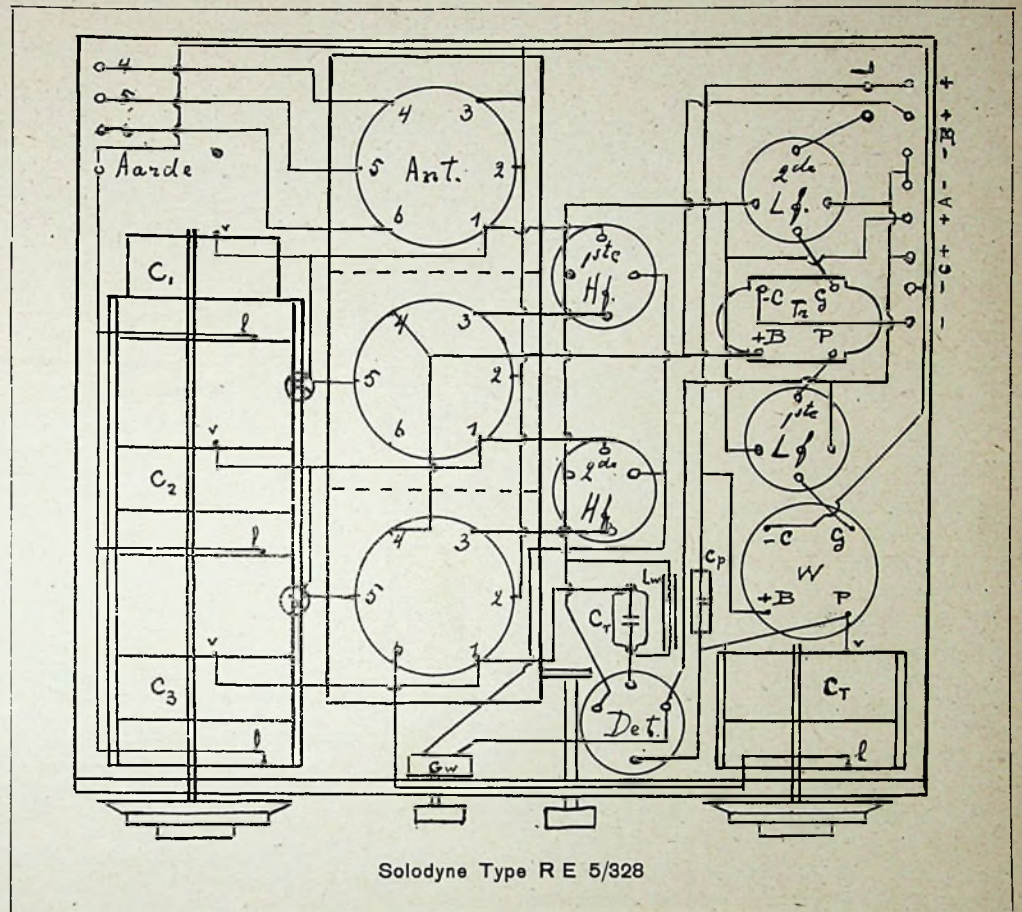 4
5
6
Aarde
4 3
5 Ant. 2
6 1
L
+
+
B
-
-
A
+
+
C
-
-
2de
Lf.
1ste
Hf.
-C Tr G
+B P
C1
v
l
4 3
5 2
6 1
1ste
Lf
v
C2
l
2de
Hf.
-C G
W
+B P
4 3
5 2
6 1
Lw
Cp
Cr
v
C3
l
Det.
Gw
v
CT
l
Solodyne Type R E 5/328